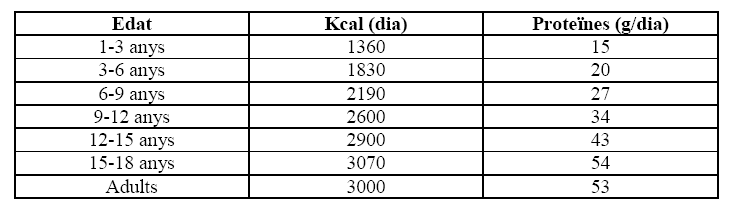 Edat Kcal (dia) Proteïnes (g/dia)
1-3 anys 1360 15
3-6 anys 1830 20
6-9 anys 2190 27
9-12 anys 2600 34
12-15 anys 2900 43
15-18 anys 3070 54
Adults 3000 53